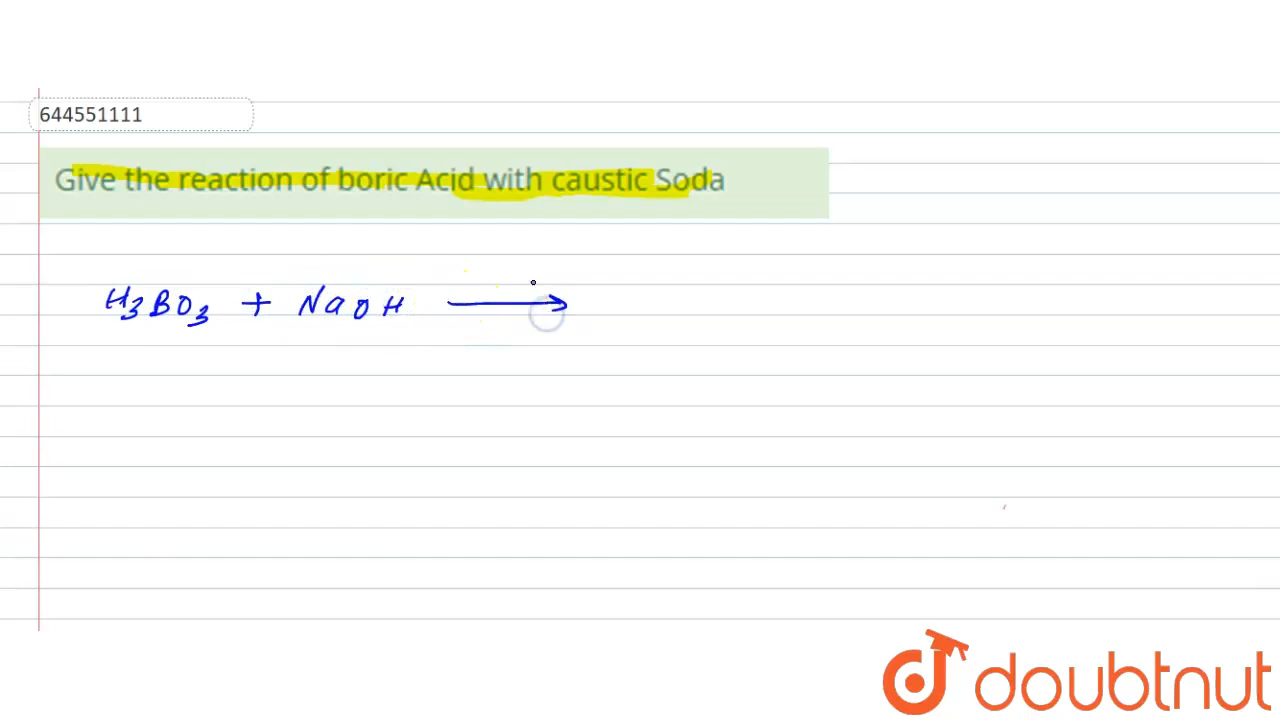 644551111
Give the reaction of boric Acid with caustic Soda
H₃BO₃ + NaOH ⟶
doubtnut